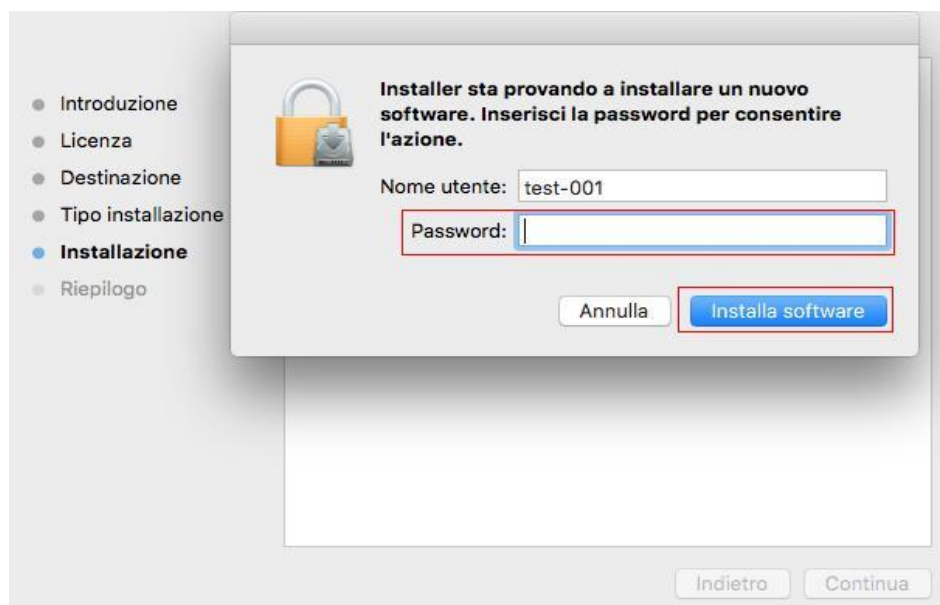 Introduzione
Licenza
Destinazione
Tipo installazione
Installazione
Riepilogo
Installer sta provando a installare un nuovo
software. Inserisci la password per consentire
l'azione.
Nome utente: test-001
Password:
Annulla Installa software
Indietro Continua